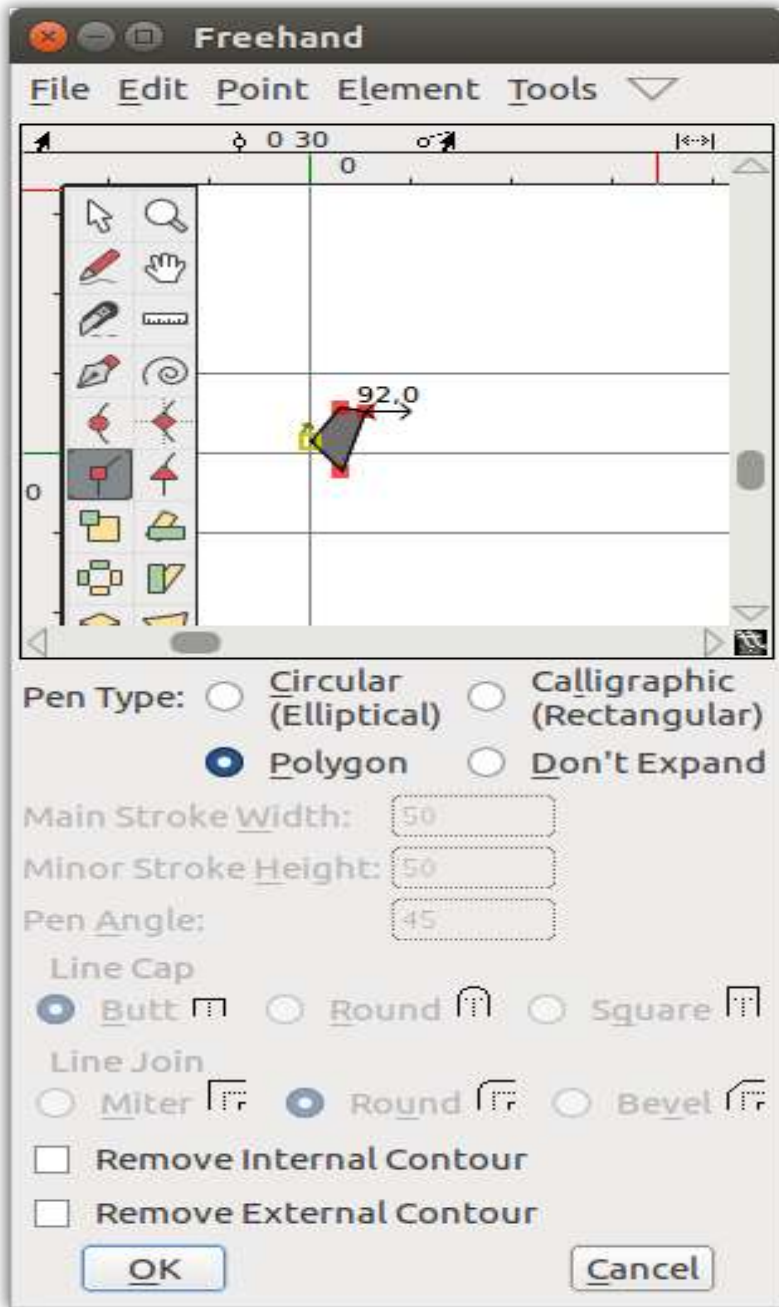 Freehand
File Edit Point Element Tools
0 30
0
92,0
0
Pen Type: Circular (Elliptical) Calligraphic (Rectangular)
Polygon Don't Expand
Main Stroke Width: 50
Minor Stroke Height: 50
Pen Angle: 45
Line Cap
Butt Round Square
Line Join
Miter Round Bevel
Remove Internal Contour
Remove External Contour
OK Cancel